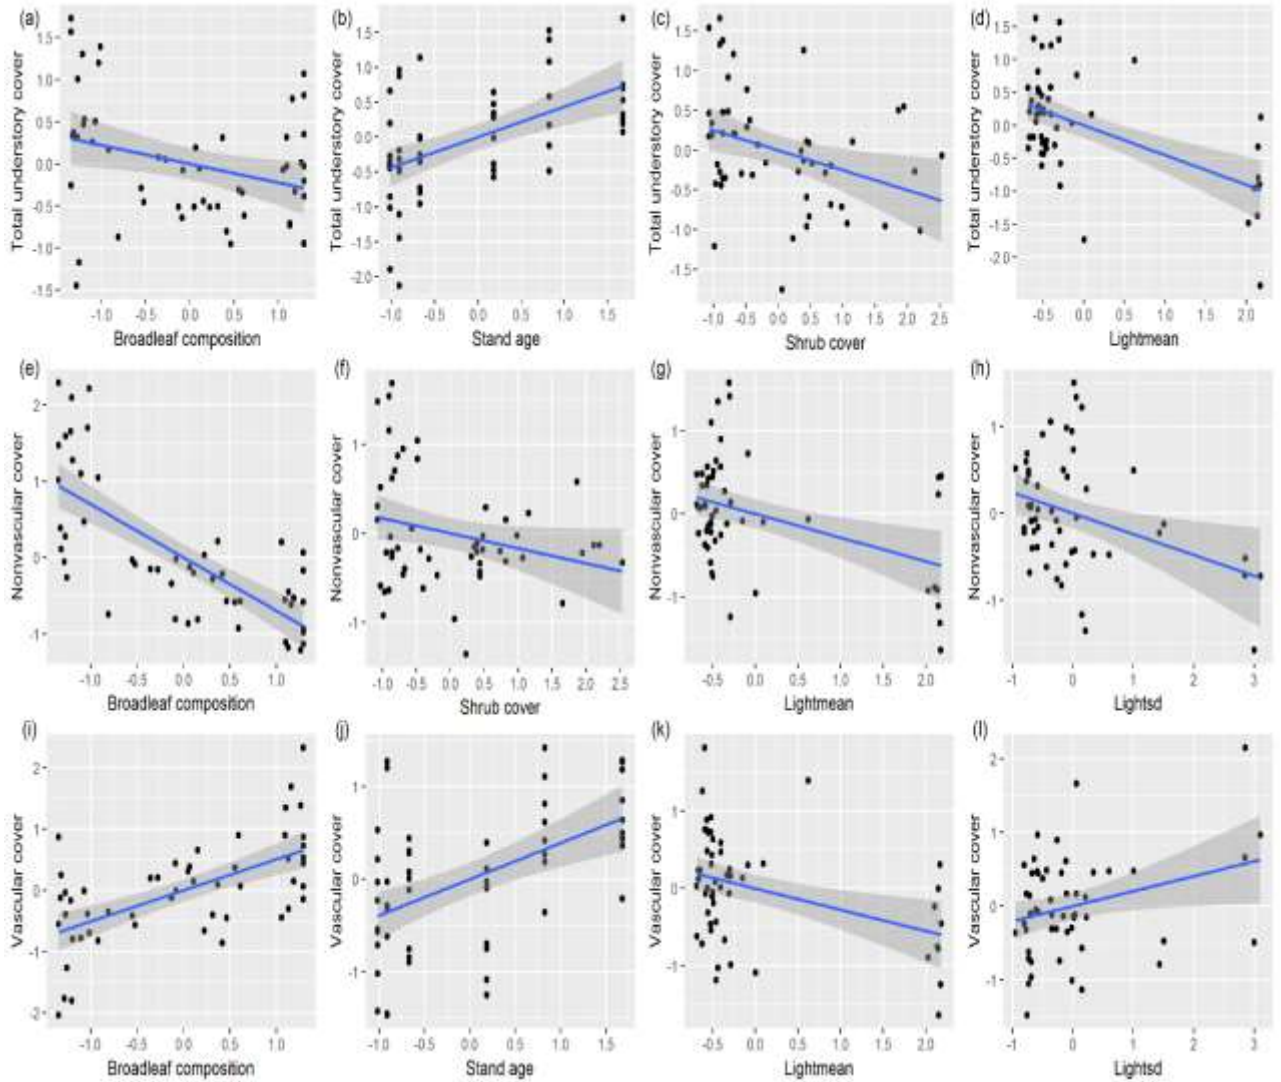 (a) (b) (c) (d)
Total understory cover
1.5
1.0
0.5
0.0
-0.5
-1.0
-1.5
-1.0 -0.5 0.0 0.5 1.0
Broadleaf composition
Total understory cover
1.5
1.0
0.5
0.0
-0.5
-1.0
-1.5
-2.0
-1.0 -0.5 0.0 0.5 1.0 1.5
Stand age
Total understory cover
1.5
1.0
0.5
0.0
-0.5
-1.0
-1.5
-1.0 -0.5 0.0 0.5 1.0 1.5 2.0 2.5
Shrub cover
Total understory cover
1.5
1.0
0.5
0.0
-0.5
-1.0
-1.5
-2.0
-0.5 0.0 0.5 1.0 1.5 2.0
Lightmean
(e) (f) (g) (h)
Nonvascular cover
2
1
0
-1
-1.0 -0.5 0.0 0.5 1.0
Broadleaf composition
Nonvascular cover
1
0
-1
-1.0 -0.5 0.0 0.5 1.0 1.5 2.0 2.5
Shrub cover
Nonvascular cover
1
0
-1
-0.5 0.0 0.5 1.0 1.5 2.0
Lightmean
Nonvascular cover
1
0
-1
-1 0 1 2 3
Lightsd
(i) (j) (k) (l)
Vascular cover
2
1
0
-1
-2
-1.0 -0.5 0.0 0.5 1.0
Broadleaf composition
Vascular cover
1
0
-1
-1.0 -0.5 0.0 0.5 1.0 1.5
Stand age
Vascular cover
1
0
-1
-0.5 0.0 0.5 1.0 1.5 2.0
Lightmean
Vascular cover
2
1
0
-1
-1 0 1 2 3
Lightsd